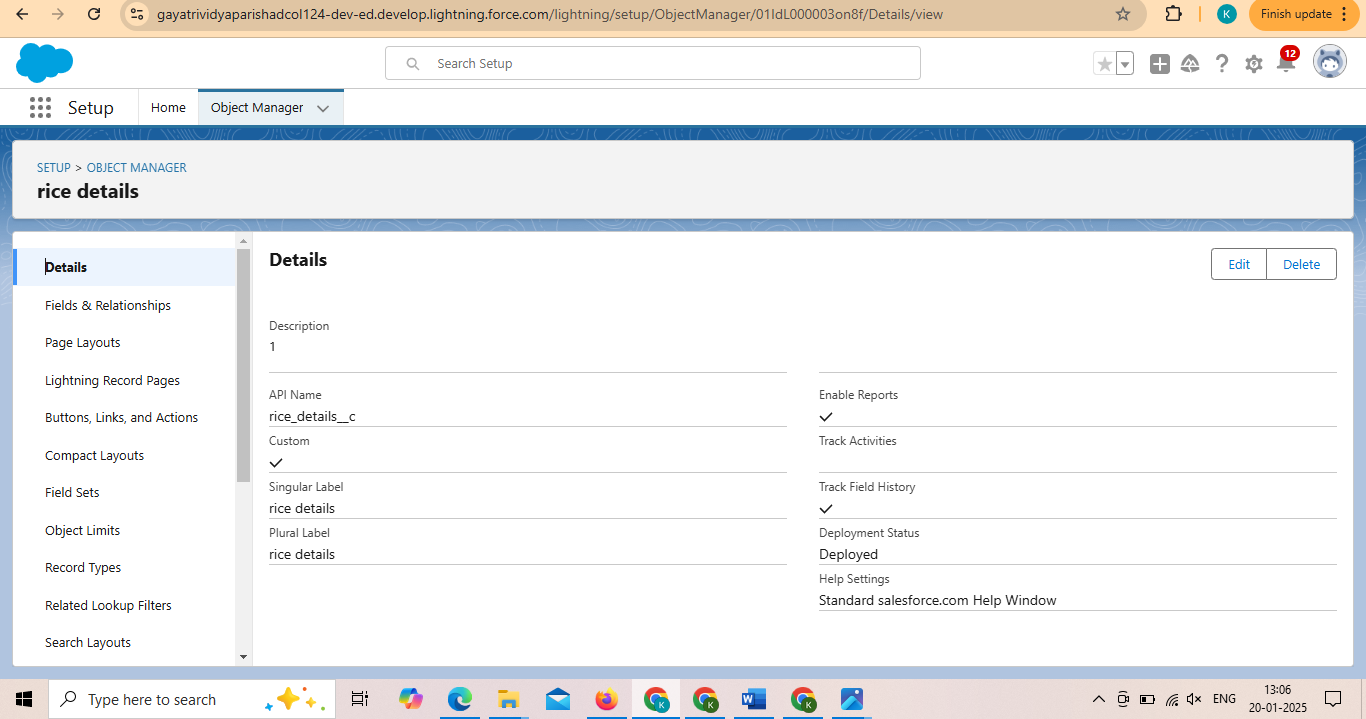 gayatrividyaparishadcol124-dev-ed.develop.lightning.force.com/lightning/setup/ObjectManager/01IdL000003on8f/Details/view
K
Finish update
Search Setup
12
Setup
Home
Object Manager
SETUP > OBJECT MANAGER
rice details
Details
Fields & Relationships
Page Layouts
Lightning Record Pages
Buttons, Links, and Actions
Compact Layouts
Field Sets
Object Limits
Record Types
Related Lookup Filters
Search Layouts
Details
Edit
Delete
Description
1
API Name
rice_details__c
Custom
Singular Label
rice details
Plural Label
rice details
Enable Reports
Track Activities
Track Field History
Deployment Status
Deployed
Help Settings
Standard salesforce.com Help Window
Type here to search
K
K
W
K
ENG
13:06
20-01-2025